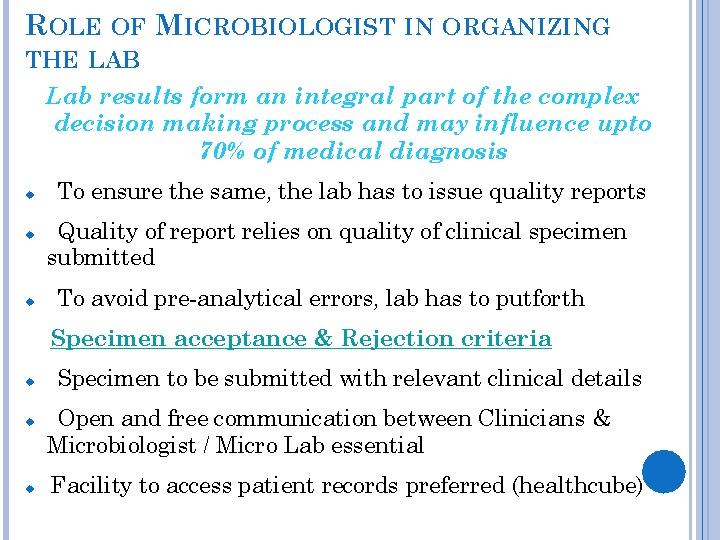 ROLE OF MICROBIOLOGIST IN ORGANIZING
THE LAB
Lab results form an integral part of the complex
decision making process and may influence upto
70% of medical diagnosis
◆ To ensure the same, the lab has to issue quality reports
◆ Quality of report relies on quality of clinical specimen
submitted
◆ To avoid pre-analytical errors, lab has to putforth
Specimen acceptance & Rejection criteria
◆ Specimen to be submitted with relevant clinical details
◆ Open and free communication between Clinicians &
Microbiologist / Micro Lab essential
◆ Facility to access patient records preferred (healthcube)